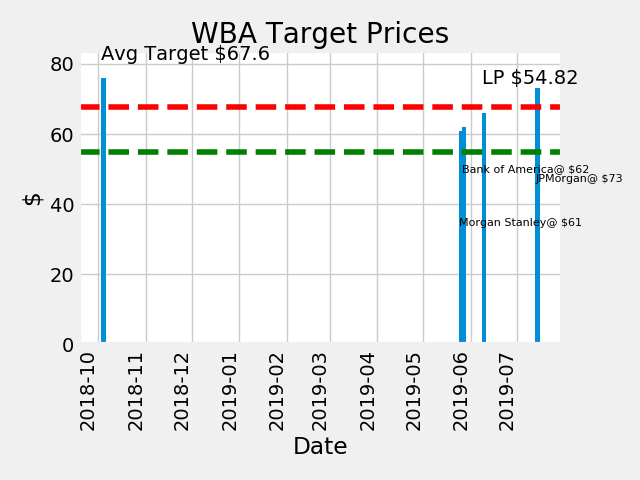 WBA Target Prices
Avg Target $67.6
LP $54.82
Bank of America@ $62
JPMorgan@ $73
Morgan Stanley@ $61
$
80
60
40
20
0
2018-10
2018-11
2018-12
2019-01
2019-02
2019-03
2019-04
2019-05
2019-06
2019-07
Date